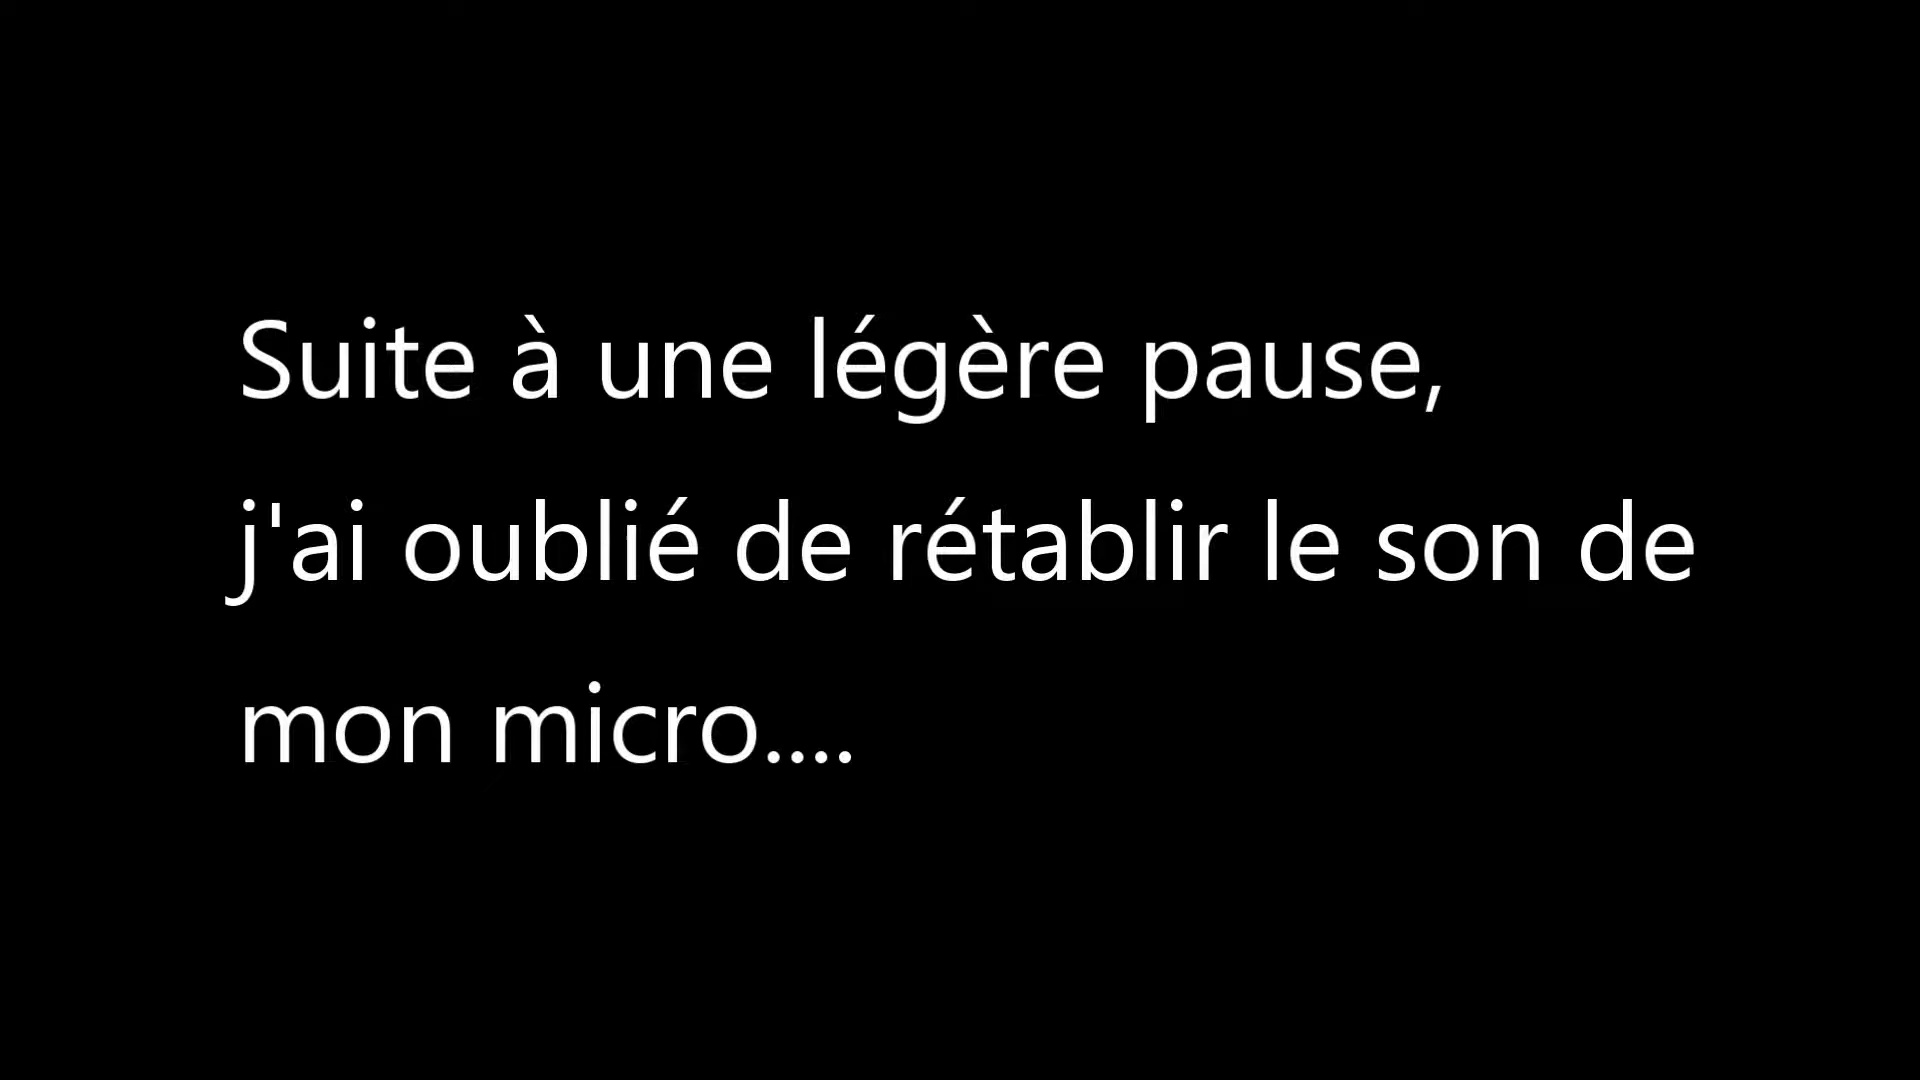 Suite à une légère pause,
j'ai oublié de rétablir le son de
mon micro....